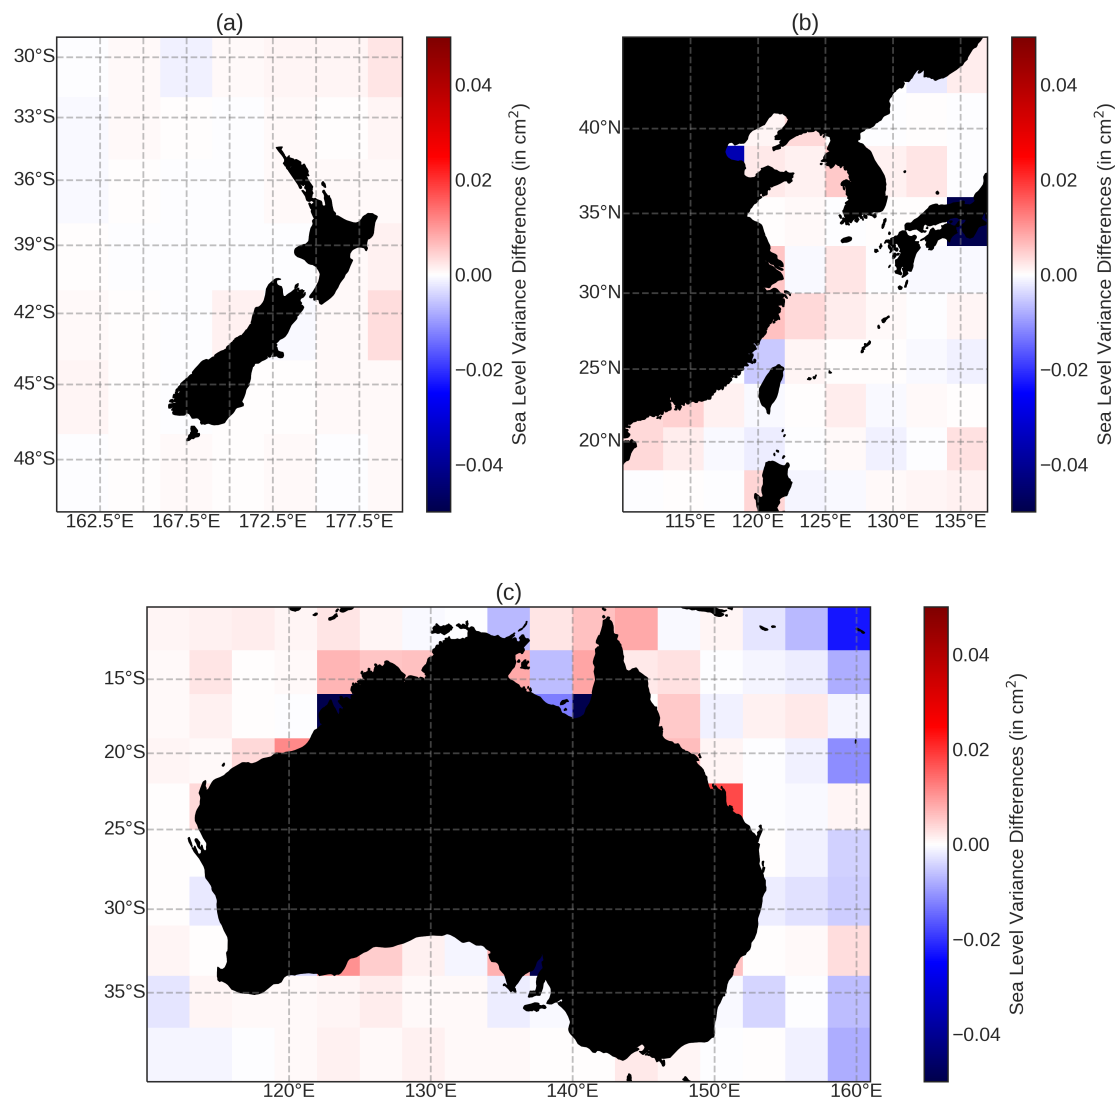 (a)
30°S
33°S
36°S
39°S
42°S
45°S
48°S
162.5°E 167.5°E 172.5°E 177.5°E
0.04
0.02
0.00
−0.02
−0.04
Sea Level Variance Differences (in cm²)
(b)
40°N
35°N
30°N
25°N
20°N
115°E 120°E 125°E 130°E 135°E
0.04
0.02
0.00
−0.02
−0.04
Sea Level Variance Differences (in cm²)
(c)
15°S
20°S
25°S
30°S
35°S
120°E 130°E 140°E 150°E 160°E
0.04
0.02
0.00
−0.02
−0.04
Sea Level Variance Differences (in cm²)